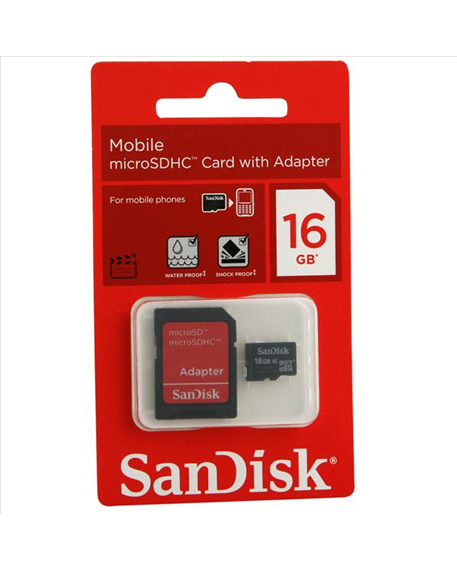 Mobile
microSDHC™ Card with Adapter
For mobile phones
SanDisk
16
GB*
WATER PROOF‡
SHOCK PROOF‡
microSD™
microSDHC™
Adapter
SanDisk
SanDisk
16GB
SanDisk®